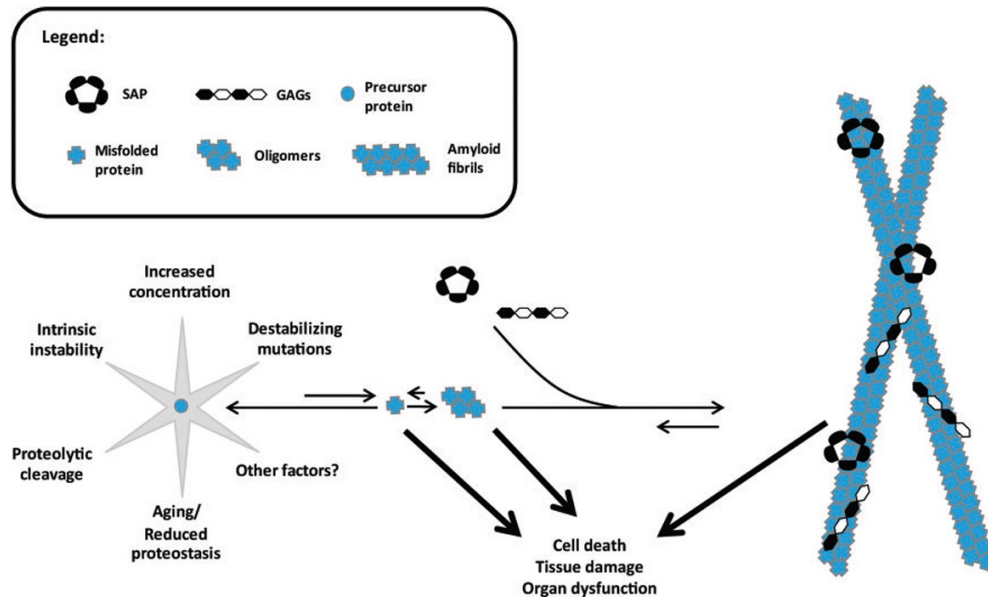 Legend:
SAP
GAGs
Precursor
protein
Misfolded
protein
Oligomers
Amyloid
fibrils
Increased
concentration
Intrinsic
instability
Destabilizing
mutations
Proteolytic
cleavage
Other factors?
Aging/
Reduced
proteostasis
Cell death
Tissue damage
Organ dysfunction